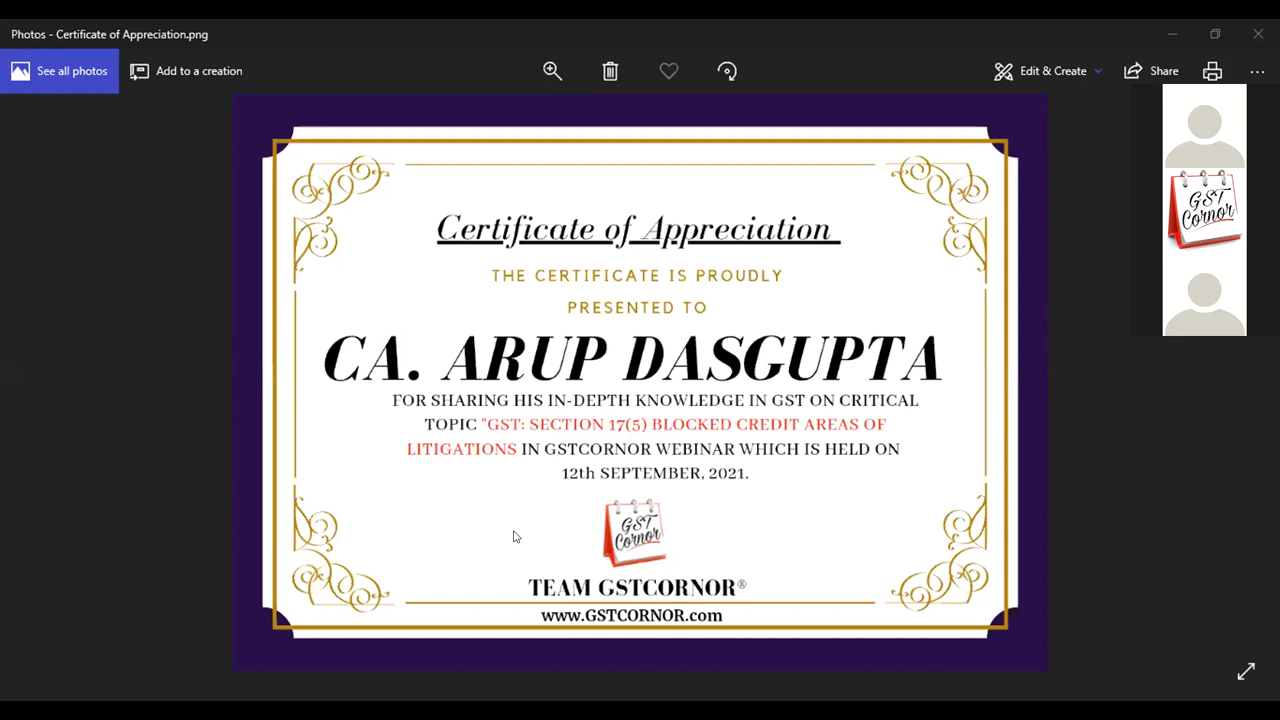 Photos - Certificate of Appreciation.png
See all photos
Add to a creation
Edit & Create
Share
GST
Cornor
Certificate of Appreciation
THE CERTIFICATE IS PROUDLY
PRESENTED TO
CA. ARUP DASGUPTA
FOR SHARING HIS IN-DEPTH KNOWLEDGE IN GST ON CRITICAL
TOPIC "GST: SECTION 17(5) BLOCKED CREDIT AREAS OF
LITIGATIONS IN GSTCORNOR WEBINAR WHICH IS HELD ON
12th SEPTEMBER, 2021.
GST
Cornor
TEAM GSTCORNOR®
www.GSTCORNOR.com